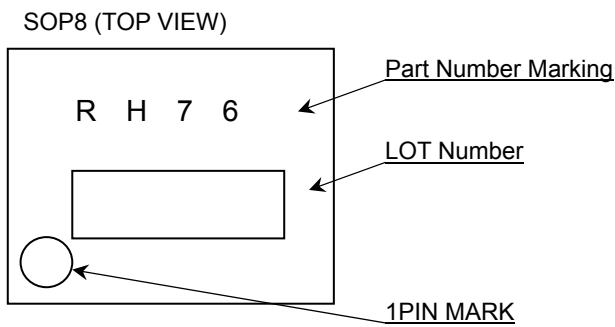 SOP8 (TOP VIEW)
Part Number Marking
R H 7 6
LOT Number
1PIN MARK